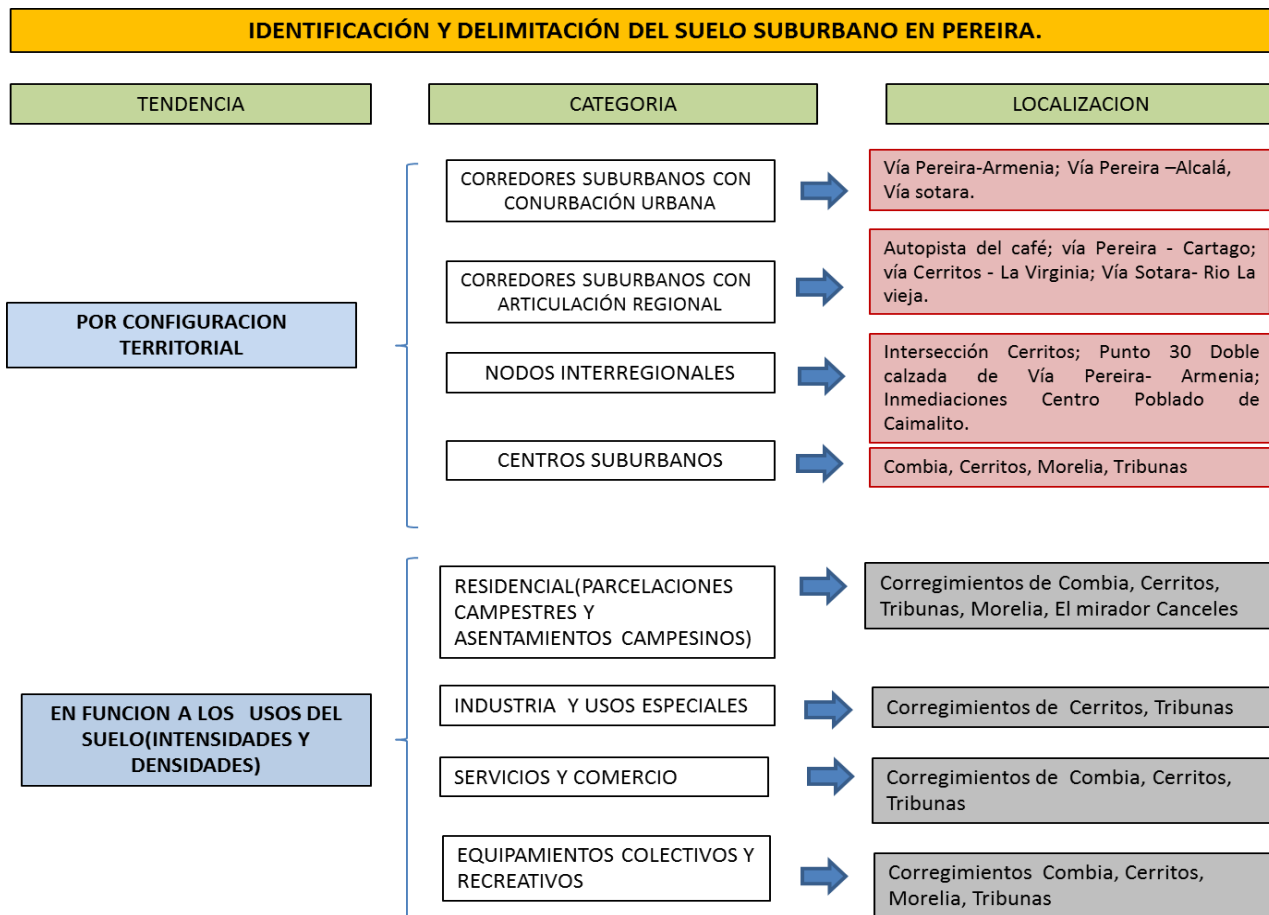 IDENTIFICACIÓN Y DELIMITACIÓN DEL SUELO SUBURBANO EN PEREIRA.
TENDENCIA
CATEGORIA
LOCALIZACION
POR CONFIGURACION
TERRITORIAL
CORREDORES SUBURBANOS CON
CONURBACIÓN URBANA
Vía Pereira-Armenia; Vía Pereira –Alcalá,
Vía sotara.
CORREDORES SUBURBANOS CON
ARTICULACIÓN REGIONAL
Autopista del café; vía Pereira - Cartago;
vía Cerritos - La Virginia; Vía Sotara- Rio La
vieja.
NODOS INTERREGIONALES
Intersección Cerritos; Punto 30 Doble
calzada de Vía Pereira- Armenia;
Inmediaciones Centro Poblado de
Caimalito.
CENTROS SUBURBANOS
Combia, Cerritos, Morelia, Tribunas
EN FUNCION A LOS USOS DEL
SUELO(INTENSIDADES Y
DENSIDADES)
RESIDENCIAL(PARCELACIONES
CAMPESTRES Y
ASENTAMIENTOS CAMPESINOS)
Corregimientos de Combia, Cerritos,
Tribunas, Morelia, El mirador Canceles
INDUSTRIA Y USOS ESPECIALES
Corregimientos de Cerritos, Tribunas
SERVICIOS Y COMERCIO
Corregimientos de Combia, Cerritos,
Tribunas
EQUIPAMIENTOS COLECTIVOS Y
RECREATIVOS
Corregimientos Combia, Cerritos,
Morelia, Tribunas